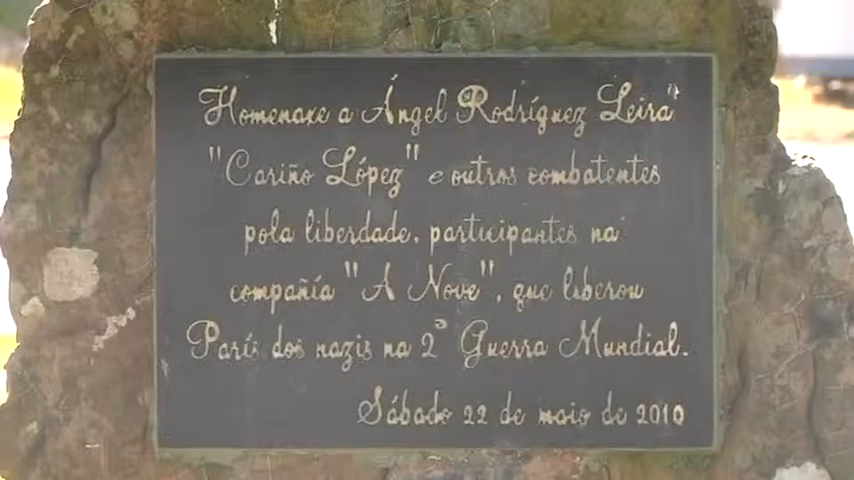 Homenaxe a Ángel Rodríguez Leira
"Cariño López" e outros combatentes
pola liberdade, participantes na
compañía "A Nove", que liberou
París dos nazis na 2ª Guerra Mundial.
Sábado 22 de maio de 2010